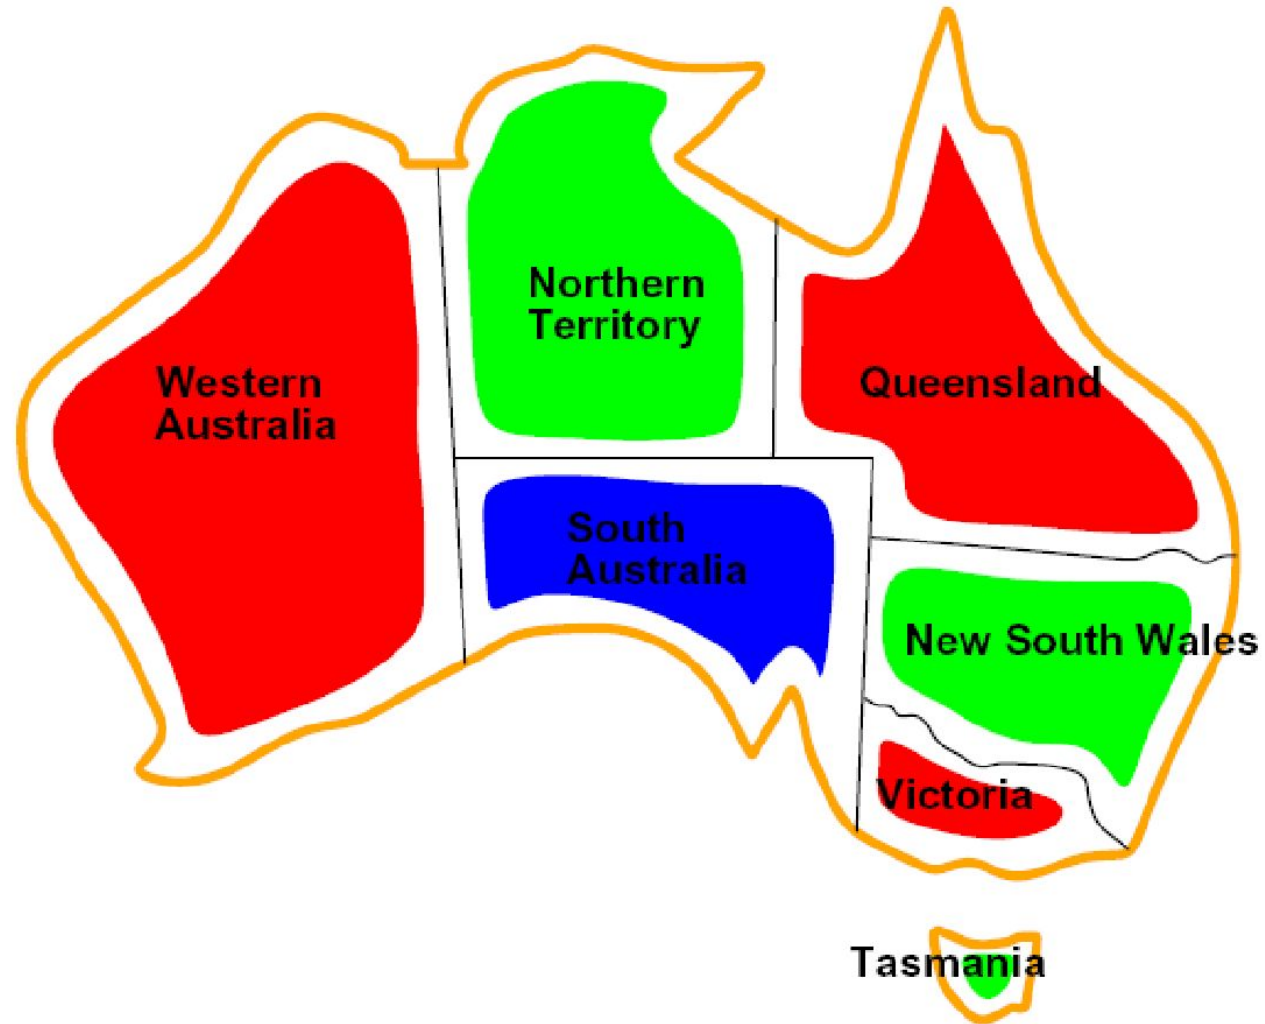 Northern
Territory
Western
Australia
Queensland
South
Australia
New South Wales
Victoria
Tasmania